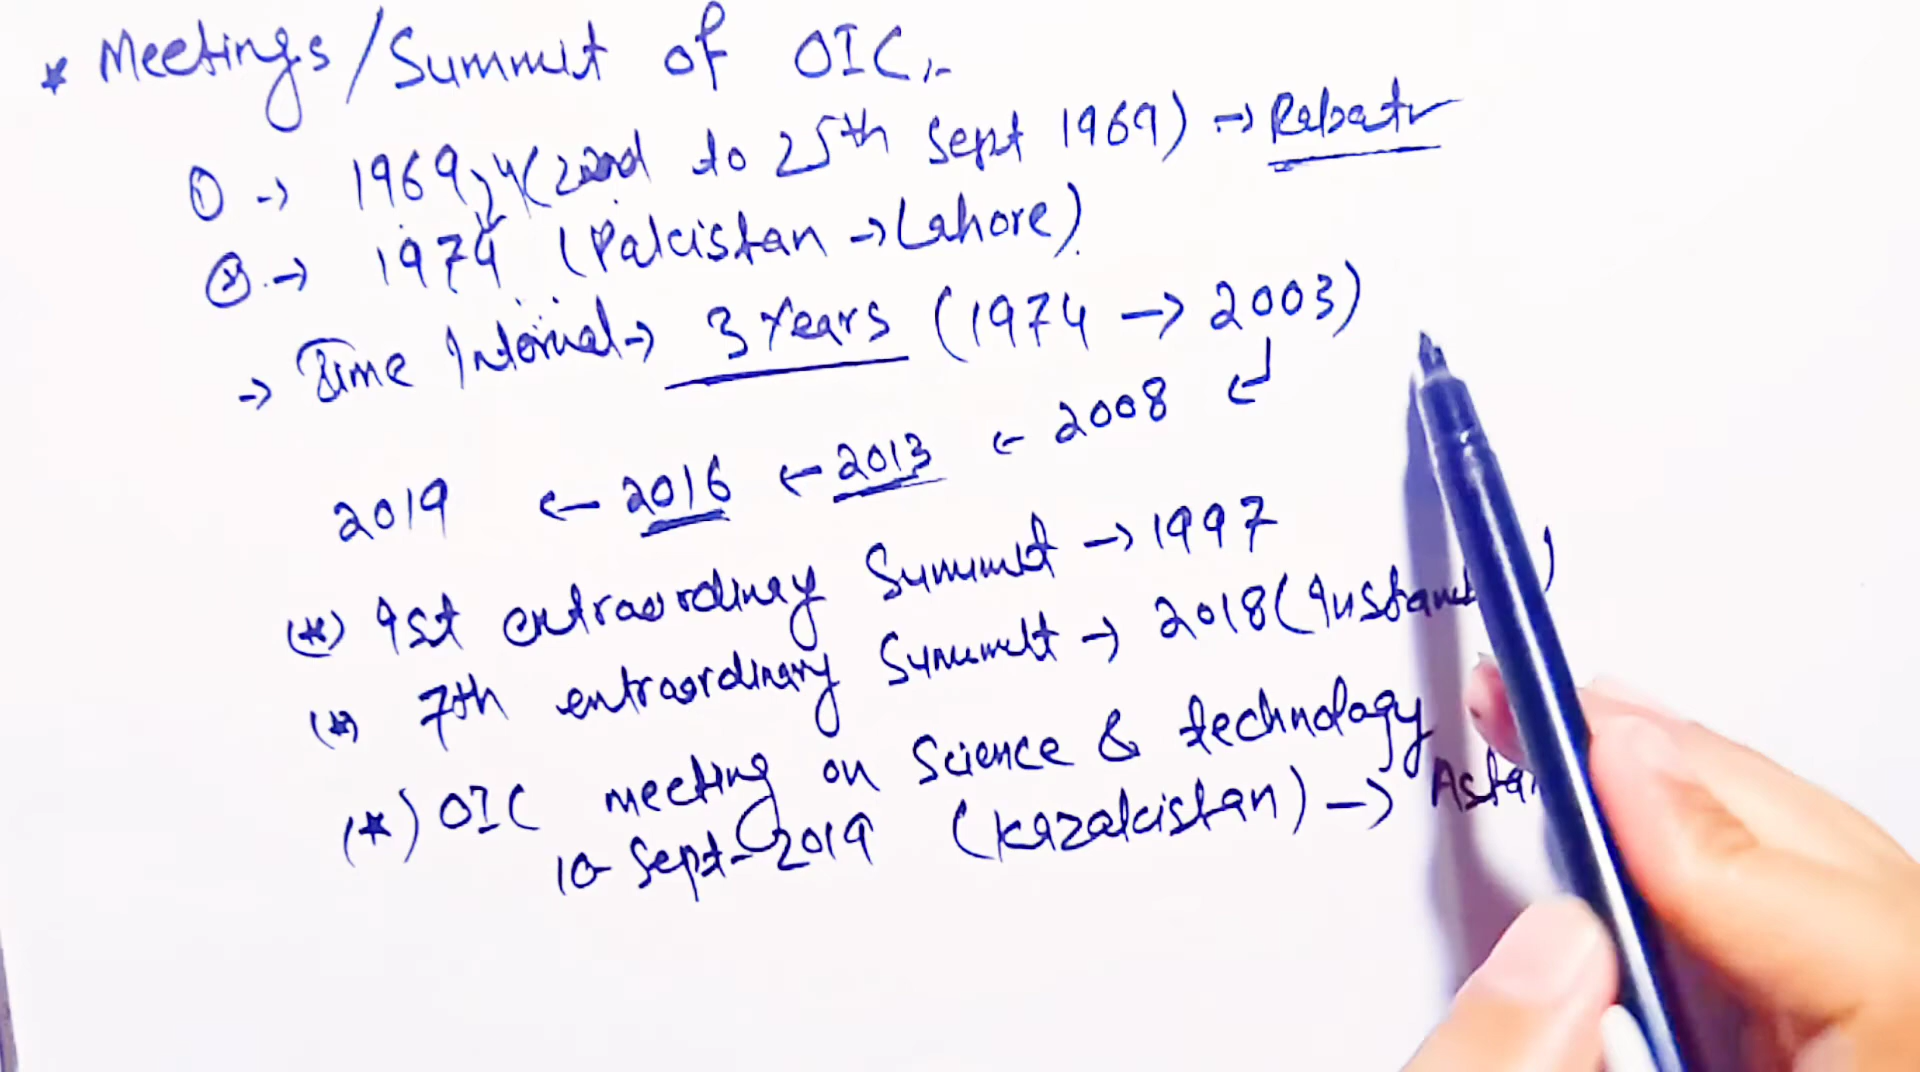 * Meetings/Summit of OIC:-
① → 1969 (22nd to 25th Sept 1969) → Rabat
② → 1974 (Pakistan → Lahore)
→ Time Interval → 3 Years (1974 → 2003)
2019 ← 2016 ← 2013 ← 2008 ↵
(*) 1st extraordinary Summit → 1997
(*) 7th extraordinary Summit → 2018 ( )
(*) OIC meeting on Science & technology
10-Sept-2019 (Kazakistan) →